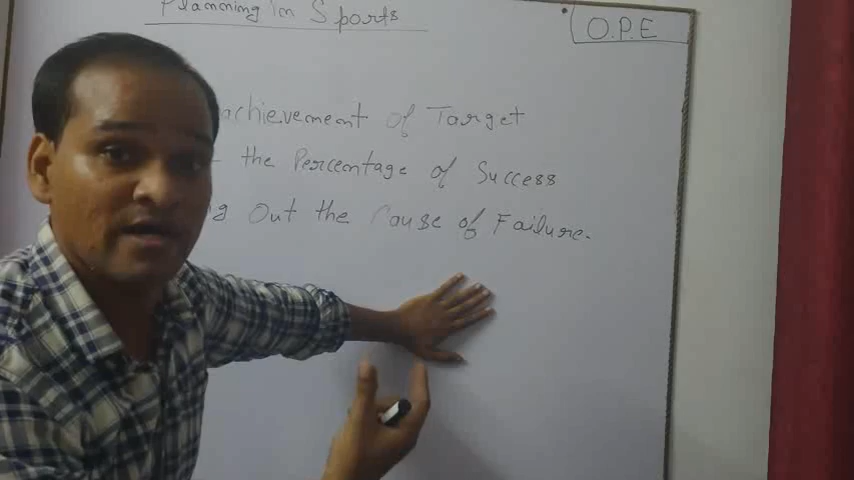 Planning in Sports
O.P.E
achievement of Target
the Percentage of Success
Out the Cause of Failure.